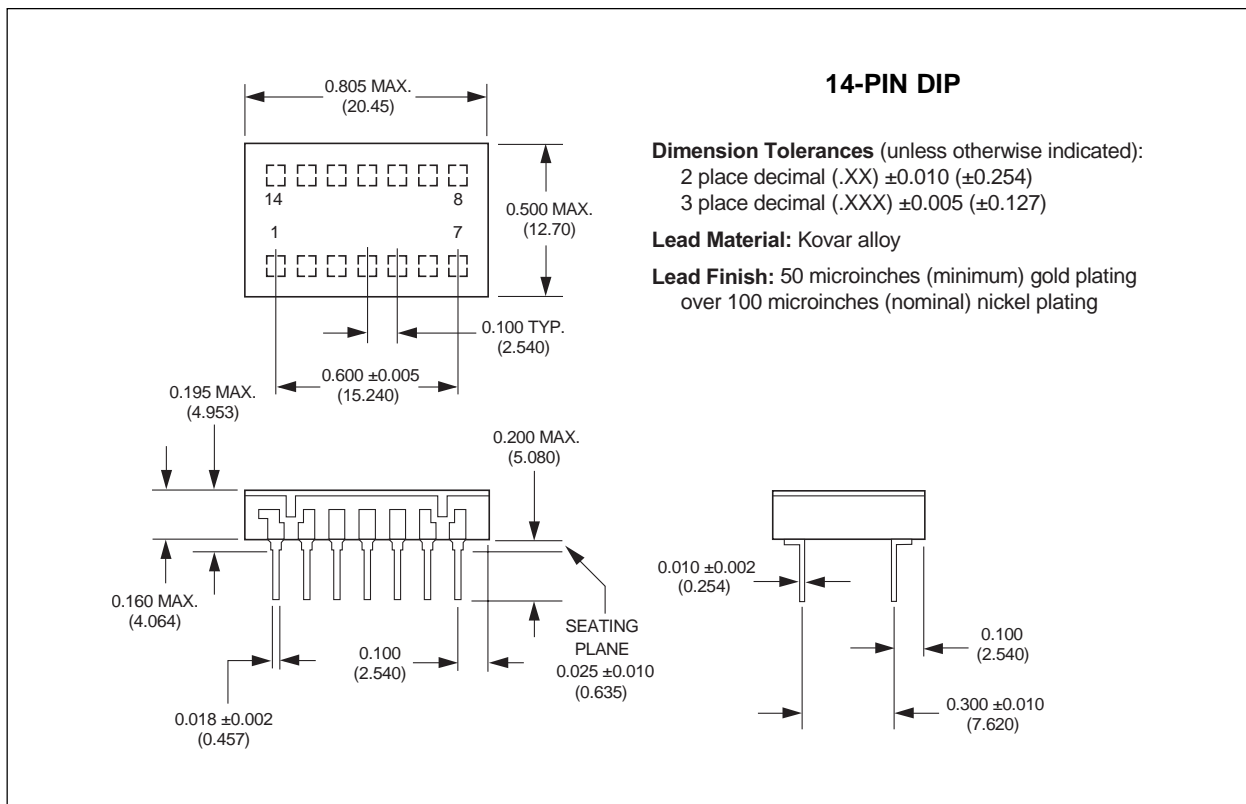 14-PIN DIP
Dimension Tolerances (unless otherwise indicated):
2 place decimal (.XX) ±0.010 (±0.254)
3 place decimal (.XXX) ±0.005 (±0.127)
Lead Material: Kovar alloy
Lead Finish: 50 microinches (minimum) gold plating
over 100 microinches (nominal) nickel plating
0.805 MAX.
(20.45)
14
8
1
7
0.500 MAX.
(12.70)
0.100 TYP.
(2.540)
0.600 ±0.005
(15.240)
0.195 MAX.
(4.953)
0.200 MAX.
(5.080)
0.160 MAX.
(4.064)
0.100
(2.540)
SEATING
PLANE
0.025 ±0.010
(0.635)
0.018 ±0.002
(0.457)
0.010 ±0.002
(0.254)
0.100
(2.540)
0.300 ±0.010
(7.620)